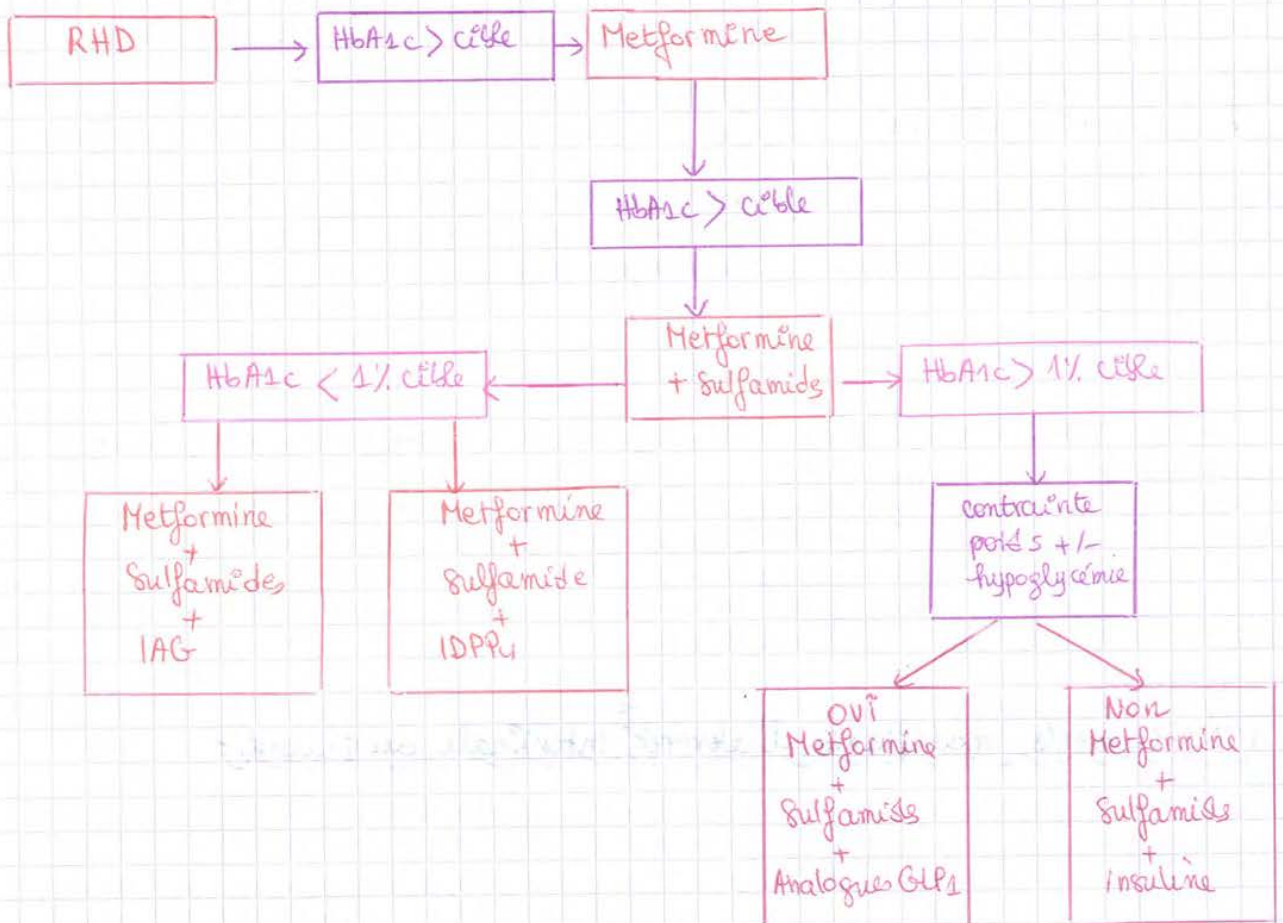 RHD
HbA1c > cible
Metformine
HbA1c > cible
Metformine
+ Sulfamids
HbA1c < 1% cible
HbA1c > 1% cible
Metformine
+
Sulfamides
+
IAG
Metformine
+
Sulfamide
+
IDPP4
contrainte
poids +/-
hypoglycémie
OUI
Metformine
+
Sulfamids
+
Analogues GLP1
Non
Metformine
+
Sulfamids
+
insuline